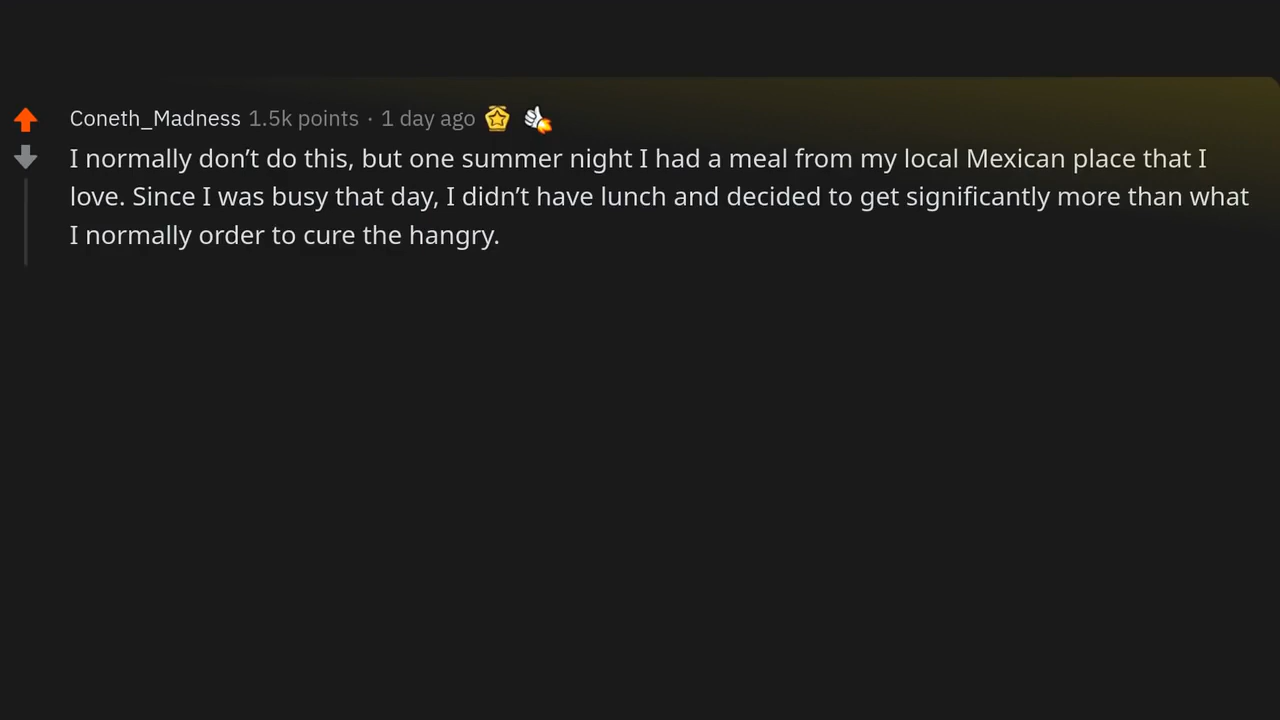 Coneth_Madness 1.5k points · 1 day ago
I normally don’t do this, but one summer night I had a meal from my local Mexican place that I
love. Since I was busy that day, I didn’t have lunch and decided to get significantly more than what
I normally order to cure the hangry.